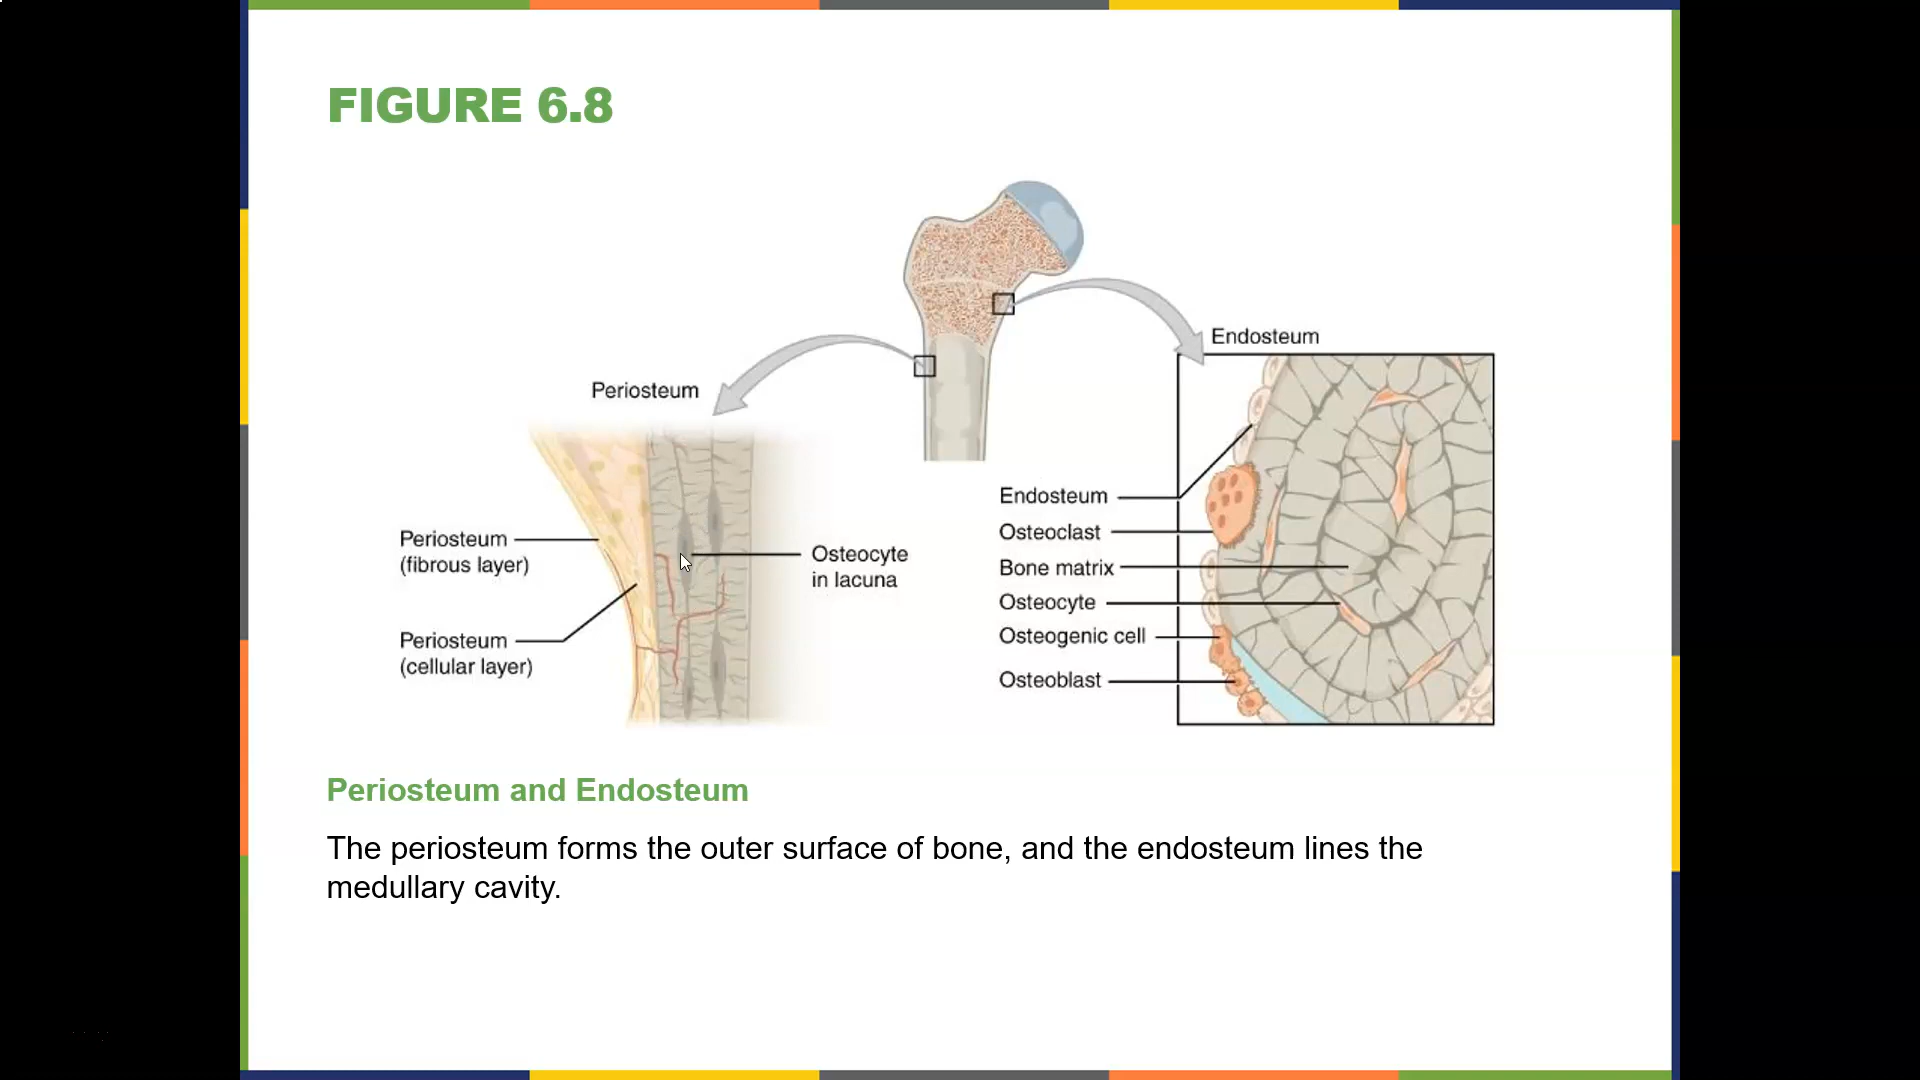 FIGURE 6.8
Endosteum
Periosteum
Periosteum
(fibrous layer)
Periosteum
(cellular layer)
Osteocyte
in lacuna
Endosteum
Osteoclast
Bone matrix
Osteocyte
Osteogenic cell
Osteoblast
Periosteum and Endosteum
The periosteum forms the outer surface of bone, and the endosteum lines the
medullary cavity.